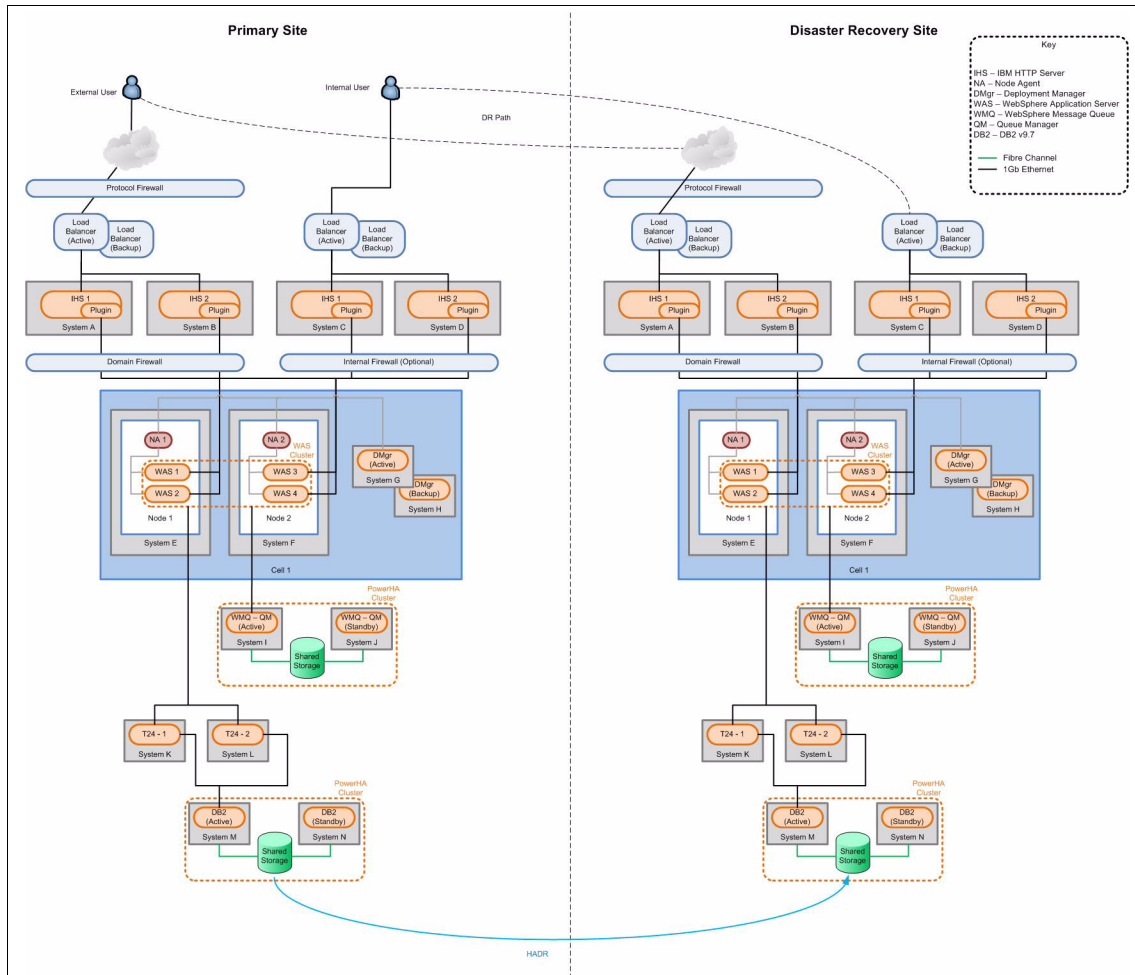 Primary Site
Disaster Recovery Site
Key
IHS – IBM HTTP Server
NA – Node Agent
DMgr – Deployment Manager
WAS – WebSphere Application Server
WMQ – WebSphere Message Queue
QM – Queue Manager
DB2 – DB2 v9.7
Fibre Channel
1Gb Ethernet
External User
Internal User
DR Path
Protocol Firewall
Load
Balancer
(Active)
Load
Balancer
(Backup)
Load
Balancer
(Active)
Load
Balancer
(Backup)
IHS 1
Plugin
System A
IHS 2
Plugin
System B
IHS 1
Plugin
System C
IHS 2
Plugin
System D
Domain Firewall
Internal Firewall (Optional)
NA 1
NA 2
WAS
Cluster
WAS 1
WAS 2
WAS 3
WAS 4
Node 1
Node 2
System E
System F
DMgr
(Active)
System G
DMgr
(Backup)
System H
Cell 1
PowerHA
Cluster
WMQ – QM
(Active)
System I
WMQ – QM
(Standby)
System J
Shared
Storage
T24 - 1
System K
T24 - 2
System L
PowerHA
Cluster
DB2
(Active)
System M
DB2
(Standby)
System N
Shared
Storage
Protocol Firewall
Load
Balancer
(Active)
Load
Balancer
(Backup)
Load
Balancer
(Active)
Load
Balancer
(Backup)
IHS 1
Plugin
System A
IHS 2
Plugin
System B
IHS 1
Plugin
System C
IHS 2
Plugin
System D
Domain Firewall
Internal Firewall (Optional)
NA 1
NA 2
WAS
Cluster
WAS 1
WAS 2
WAS 3
WAS 4
Node 1
Node 2
System E
System F
DMgr
(Active)
System G
DMgr
(Backup)
System H
Cell 1
PowerHA
Cluster
WMQ – QM
(Active)
System I
WMQ – QM
(Standby)
System J
Shared
Storage
T24 - 1
System K
T24 - 2
System L
PowerHA
Cluster
DB2
(Active)
System M
DB2
(Standby)
System N
Shared
Storage
HADR